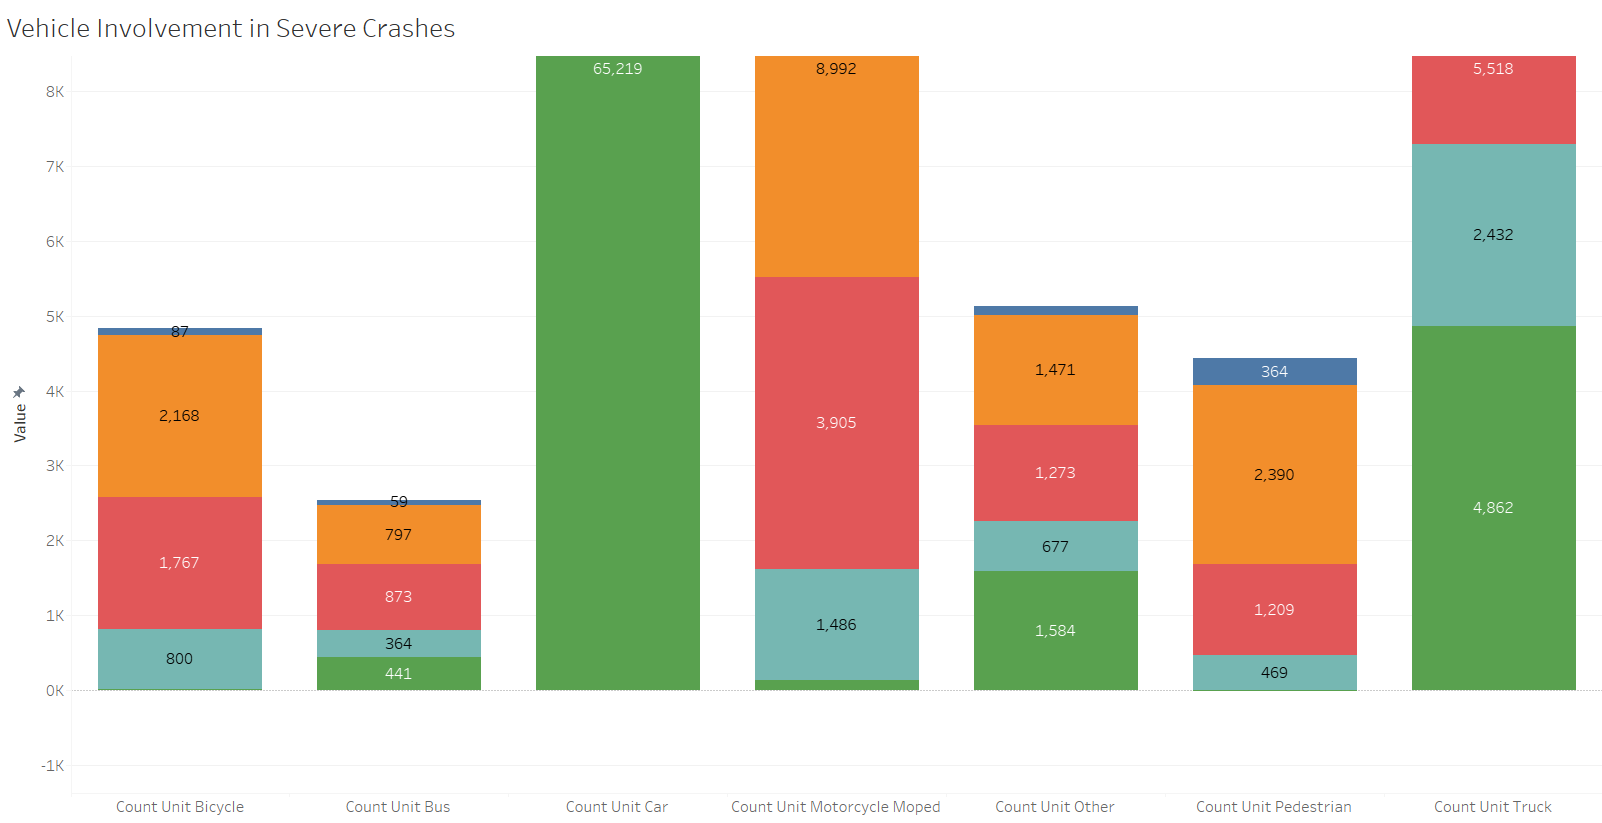 Vehicle Involvement in Severe Crashes
8K
7K
6K
5K
4K
3K
2K
1K
0K
-1K
Value
87
2,168
1,767
800
59
797
873
364
441
65,219
8,992
3,905
1,486
1,471
1,273
677
1,584
364
2,390
1,209
469
5,518
2,432
4,862
Count Unit Bicycle
Count Unit Bus
Count Unit Car
Count Unit Motorcycle Moped
Count Unit Other
Count Unit Pedestrian
Count Unit Truck